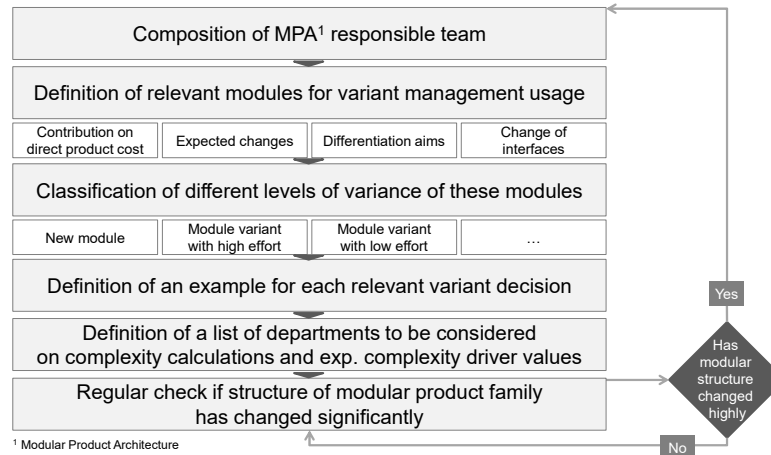 Composition of MPA¹ responsible team
Definition of relevant modules for variant management usage
Contribution on
direct product cost
Expected changes
Differentiation aims
Change of
interfaces
Classification of different levels of variance of these modules
New module
Module variant
with high effort
Module variant
with low effort
...
Definition of an example for each relevant variant decision
Definition of a list of departments to be considered
on complexity calculations and exp. complexity driver values
Regular check if structure of modular product family
has changed significantly
Yes
Has
modular
structure
changed
highly
No
¹ Modular Product Architecture